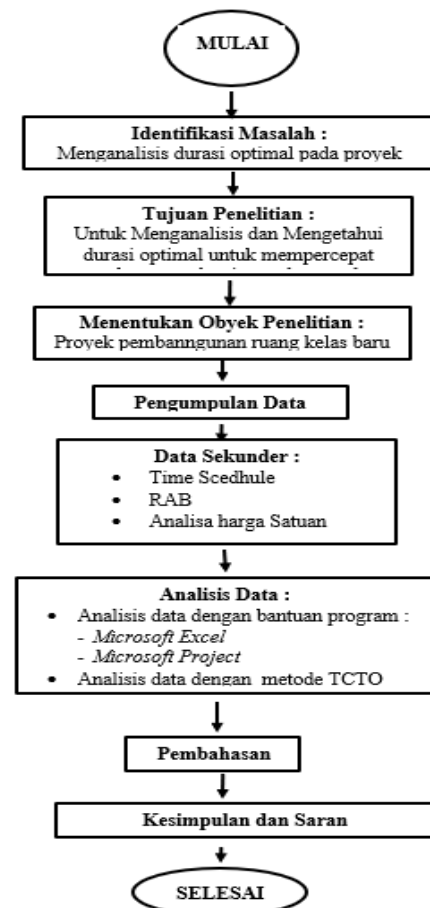 MULAI
Identifikasi Masalah :
Menganalisis durasi optimal pada proyek
Tujuan Penelitian :
Untuk Menganalisis dan Mengetahui
durasi optimal untuk mempercepat
Menentukan Obyek Penelitian :
Proyek pembanngunan ruang kelas baru
Pengumpulan Data
Data Sekunder :
• Time Scedhule
• RAB
• Analisa harga Satuan
Analisis Data :
• Analisis data dengan bantuan program :
- Microsoft Excel
- Microsoft Project
• Analisis data dengan metode TCTO
Pembahasan
Kesimpulan dan Saran
SELESAI